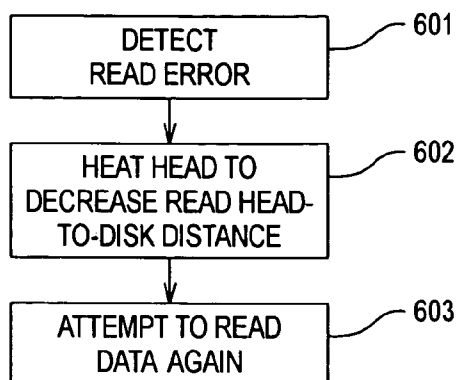 DETECT
READ ERROR
601
HEAT HEAD TO
DECREASE READ HEAD-
TO-DISK DISTANCE
602
ATTEMPT TO READ
DATA AGAIN
603